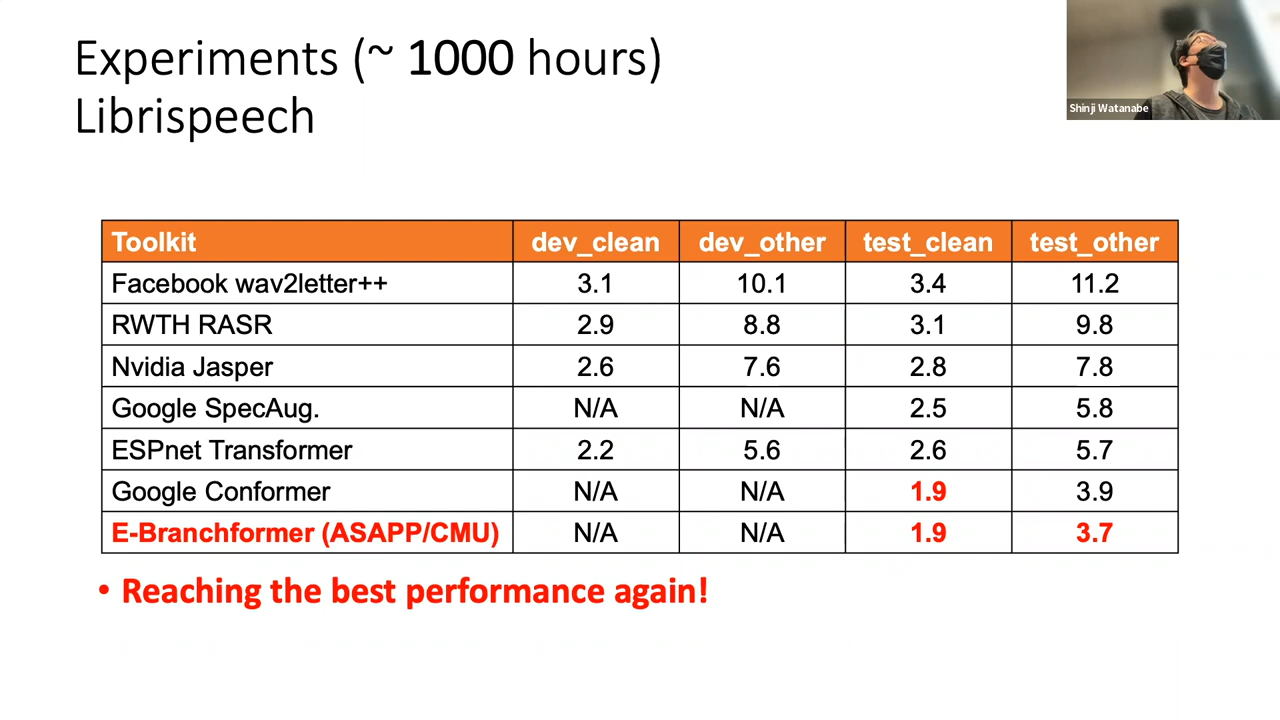 Experiments (~ 1000 hours)
Librispeech
Shinji Watanabe
Toolkit dev_clean dev_other test_clean test_other
Facebook wav2letter++ 3.1 10.1 3.4 11.2
RWTH RASR 2.9 8.8 3.1 9.8
Nvidia Jasper 2.6 7.6 2.8 7.8
Google SpecAug. N/A N/A 2.5 5.8
ESPnet Transformer 2.2 5.6 2.6 5.7
Google Conformer N/A N/A 1.9 3.9
E-Branchformer (ASAPP/CMU) N/A N/A 1.9 3.7
• Reaching the best performance again!